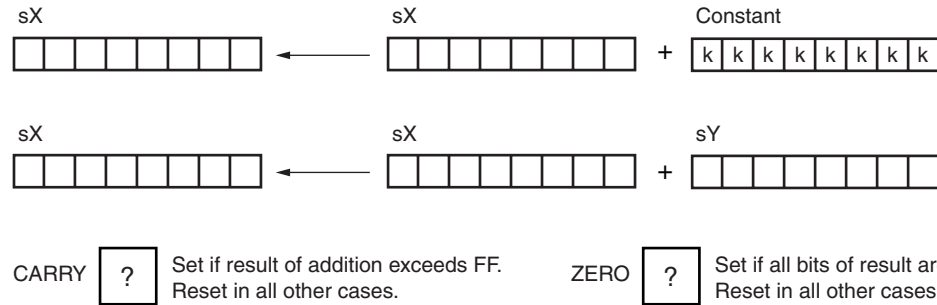 sX sX Constant
+ k k k k k k k k
sX sX sY
+
CARRY ? Set if result of addition exceeds FF. ZERO ? Set if all bits of result ar
Reset in all other cases. Reset in all other cases